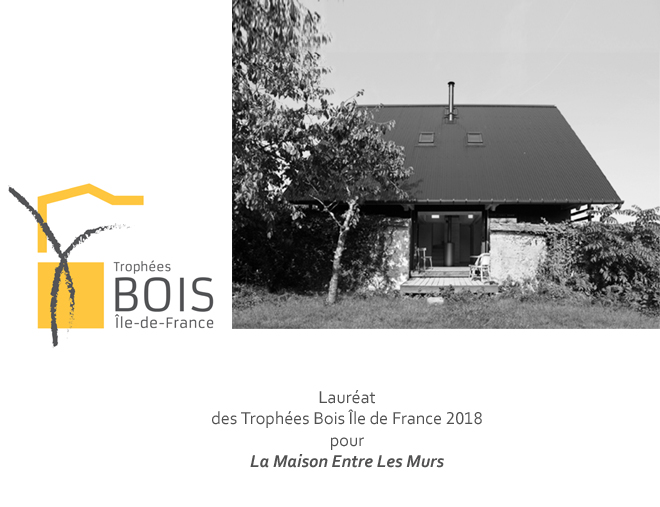 Trophées
BOIS
Île-de-France
Lauréat
des Trophées Bois Île de France 2018
pour
La Maison Entre Les Murs